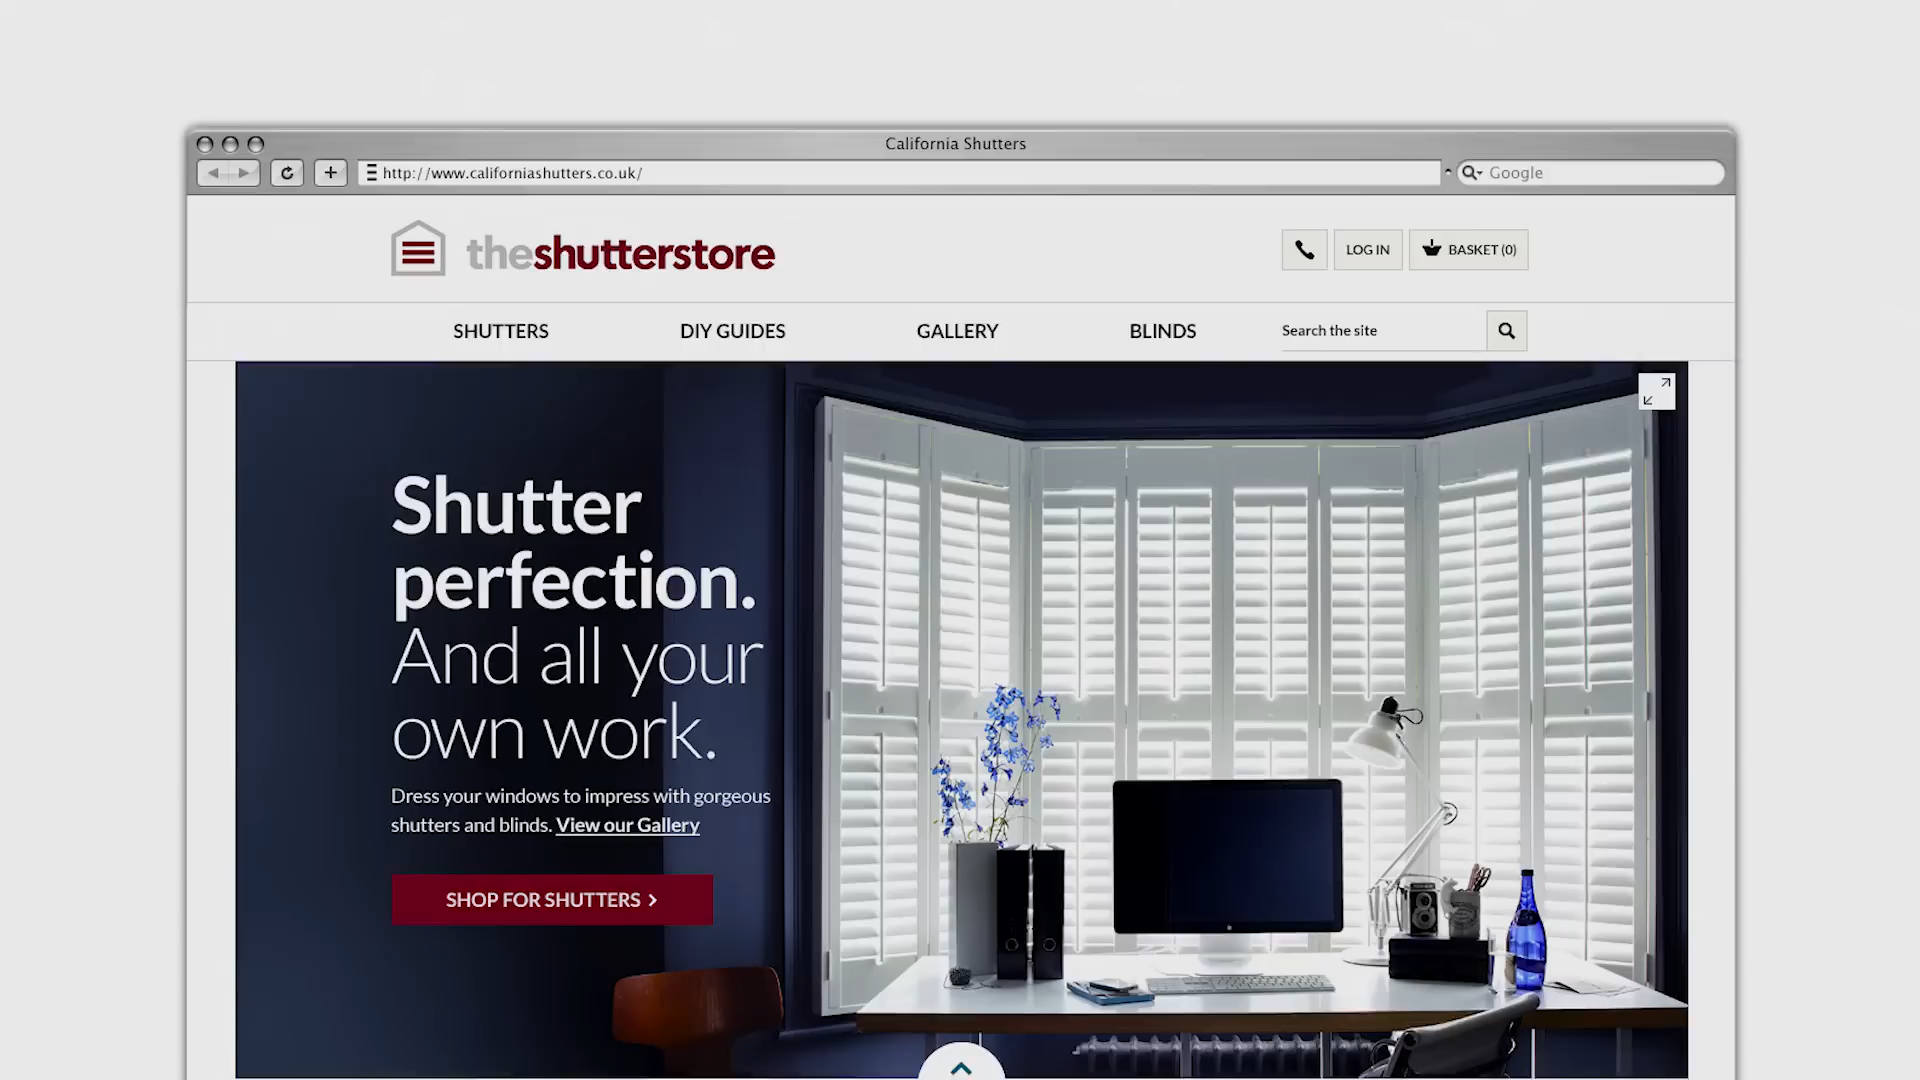 California Shutters
http://www.californiashutters.co.uk/
Google
theshutterstore
LOG IN
BASKET (0)
SHUTTERS
DIY GUIDES
GALLERY
BLINDS
Search the site
Shutter
perfection.
And all your
own work.
Dress your windows to impress with gorgeous
shutters and blinds. View our Gallery
SHOP FOR SHUTTERS